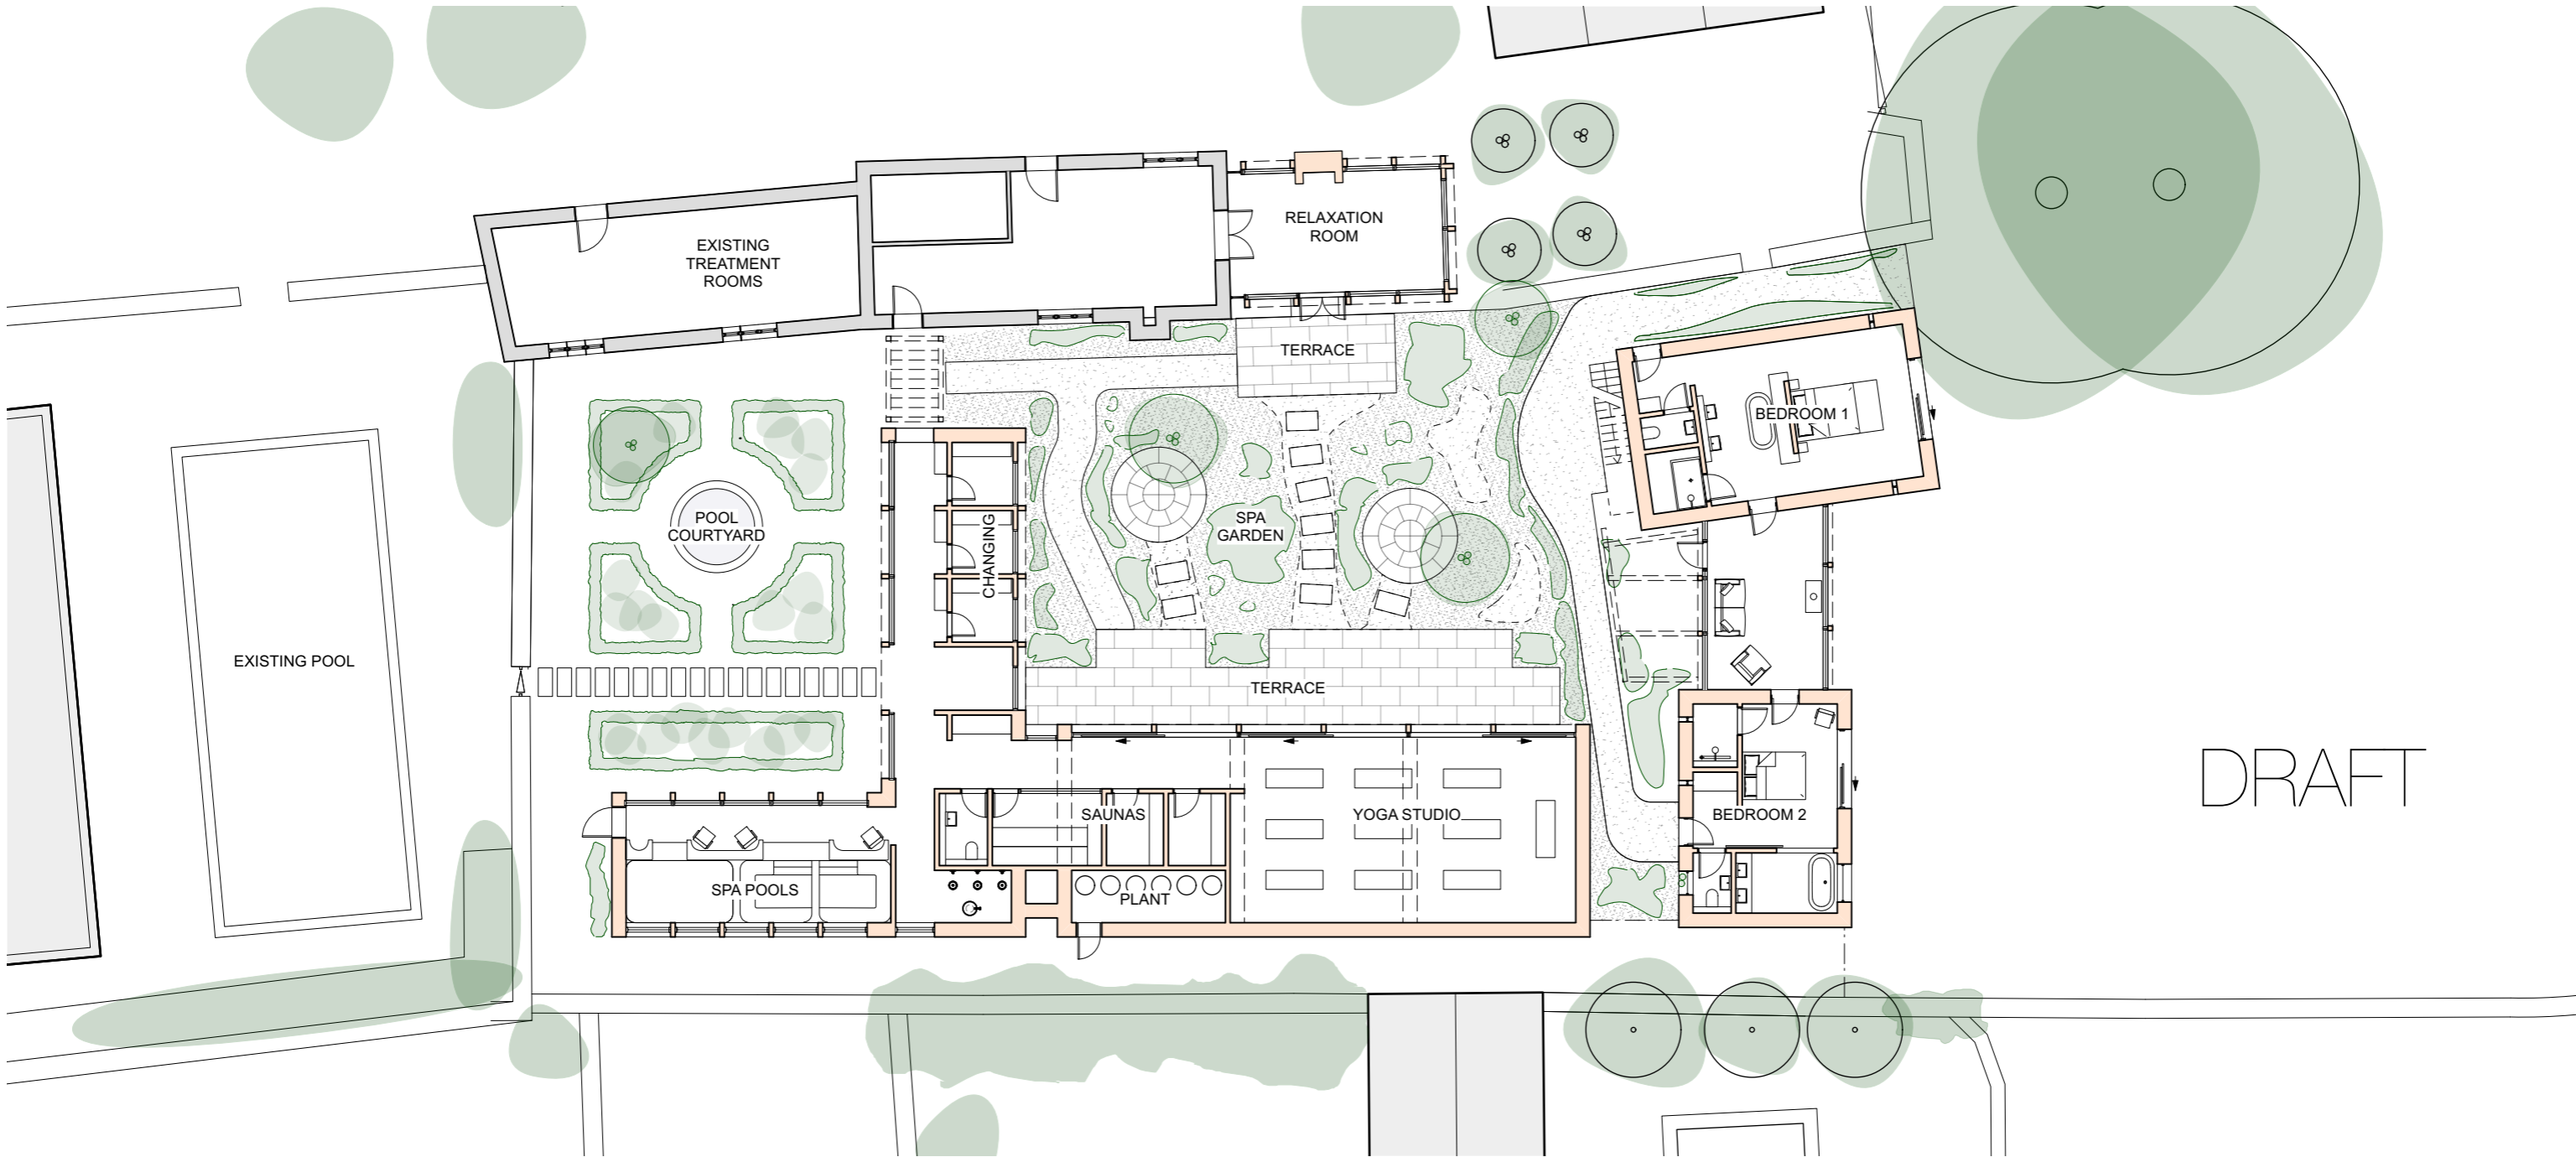 EXISTING
TREATMENT
ROOMS
RELAXATION
ROOM
TERRACE
BEDROOM 1
POOL
COURTYARD
CHANGING
SPA
GARDEN
EXISTING POOL
TERRACE
DRAFT
SAUNAS
YOGA STUDIO
BEDROOM 2
SPA POOLS
PLANT